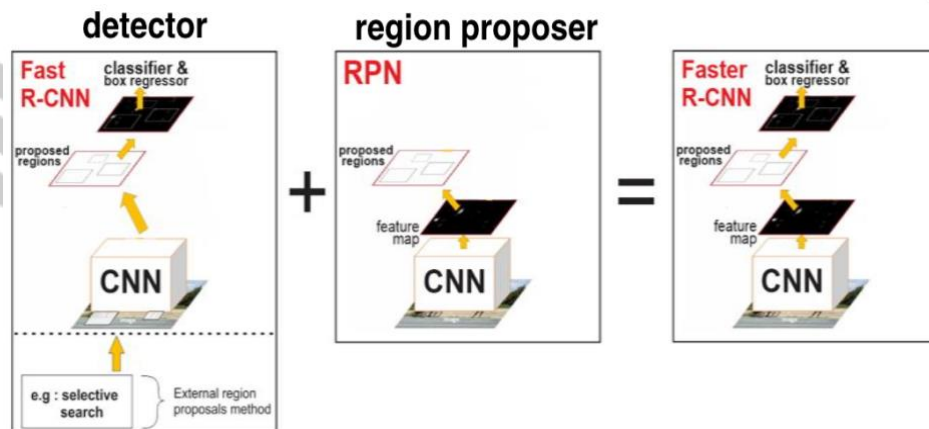 detector
region proposer
Fast
R-CNN
classifier &
box regressor
proposed
regions
CNN
e.g : selective
search
External region
proposals method
+
RPN
proposed
regions
feature
map
CNN
=
Faster
R-CNN
classifier &
box regressor
proposed
regions
feature
map
CNN